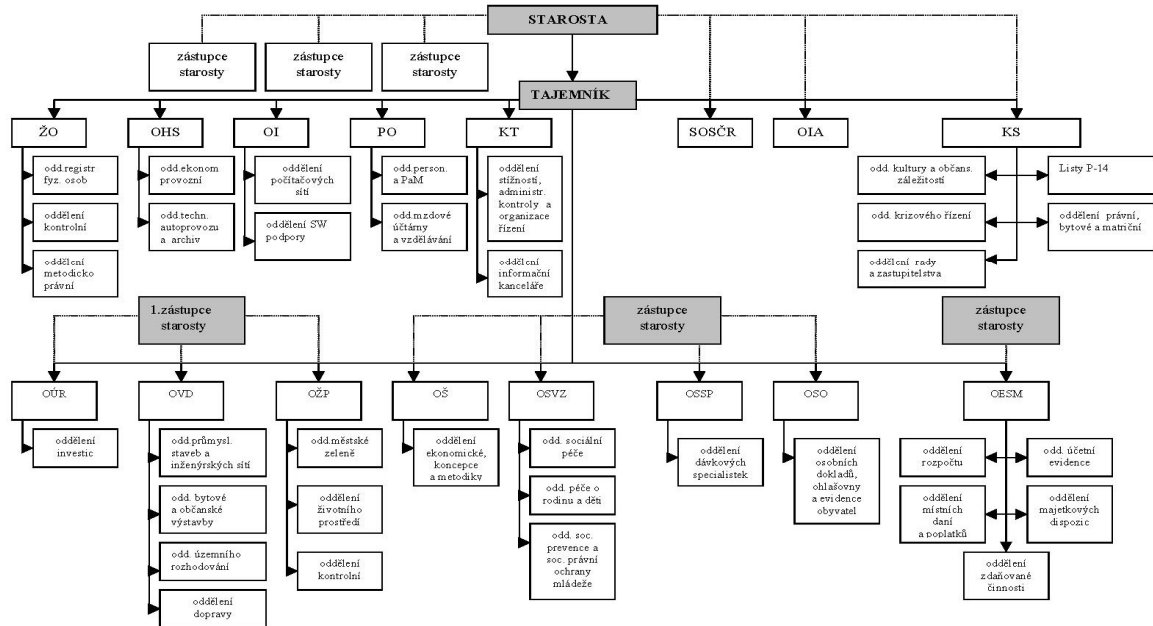 STAROSTA
zástupce
starosty
zástupce
starosty
zástupce
starosty
TAJEMNÍK
ŽO
OHS
OI
PO
KT
SOSČR
OIA
KS
odd.registr
fyz. osob
oddělení
kontrolní
oddělení
metodicko
právní
odd.ekonom
provozní
odd.techn.
autoprovozu
a archiv
oddělení
počítačových
sítí
oddělení SW
podpory
odd.person.
a PaM
odd.mzdové
účtárny
a vzdělávání
oddělení
stížností,
administr.
kontroly a
organizace
řízení
oddělení
informační
kanceláře
odd. kultury a občans.
záležitostí
Listy P-14
odd. krizového řízení
oddělení právní,
bytové a matriční
oddělení rady
a zastupitelstva
1.zástupce
starosty
zástupce
starosty
zástupce
starosty
OÚR
OVD
OŽP
OŠ
OSVZ
OSSP
OSO
OESM
oddělení
investic
odd.průmysl.
staveb a
inženýrských sítí
odd. bytové
a občanské
výstavby
odd. územního
rozhodování
oddělení
dopravy
odd.městské
zeleně
oddělení
životního
prostředí
oddělení
kontrolní
oddělení
ekonomické,
koncepce
a metodiky
odd. sociální
péče
odd. péče o
rodinu a děti
odd. soc.
prevence a
soc. právní
ochrany
mládeže
oddělení
dávkových
specialistek
oddělení
osobních
dokladů,
ohlašovny
a evidence
obyvatel
oddělení
rozpočtu
odd. účetní
evidence
oddělení
místních
daní
a poplatků
oddělení
majetkových
dispozic
oddělení
zdaňované
činnosti